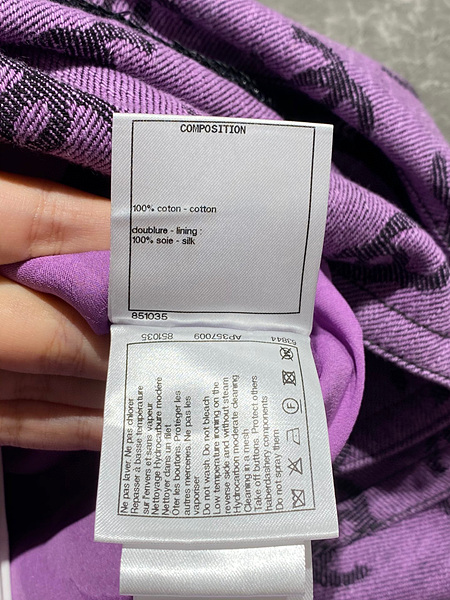 COMPOSITION
100% coton - cotton
doublure - lining :
100% soie - silk
851035
851035 AP357009 63844
Ne pas laver. Ne pas chlorer
Repasser à basse température
sur l'envers et sans vapeur.
Nettoyage Hydrocarbure modéré
Nettoyer dans un filet.
Oter les boutons. Protéger les
autres merceries. Ne pas les
vaporiser
Do not wash. Do not bleach
Low temperature ironing on the
reverse side and without steam
Hydrocarbon moderate cleaning
Cleaning in a mesh
Take off buttons. Protect others
haberdashery components
Do not spray them
F